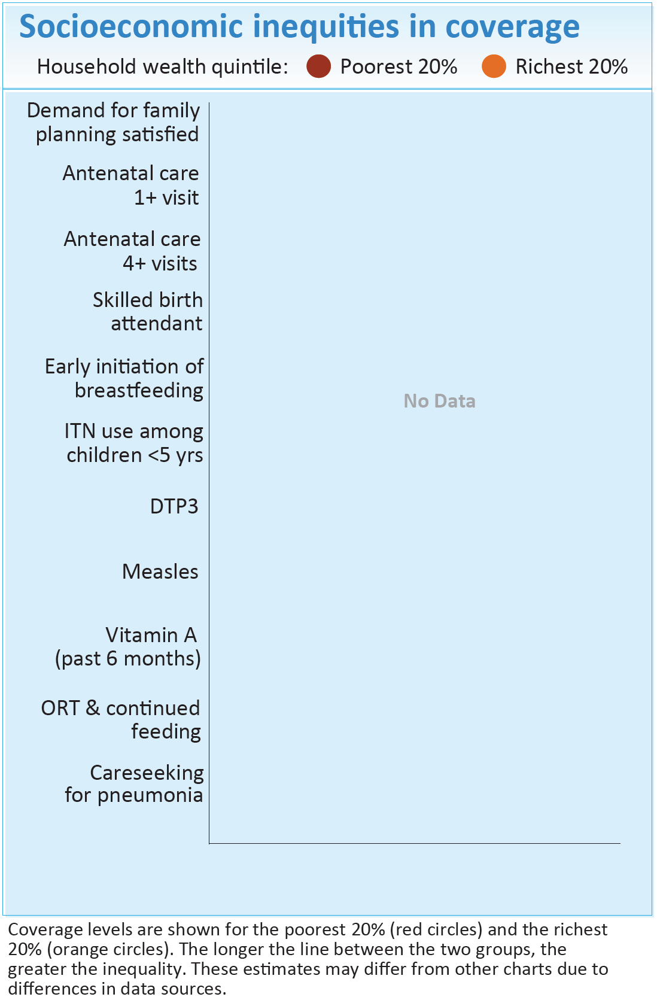 Socioeconomic inequities in coverage
Household wealth quintile: Poorest 20% Richest 20%
Demand for family
planning satisfied
Antenatal care
1+ visit
Antenatal care
4+ visits
Skilled birth
attendant
Early initiation of
breastfeeding
No Data
ITN use among
children <5 yrs
DTP3
Measles
Vitamin A
(past 6 months)
ORT & continued
feeding
Careseeking
for pneumonia
Coverage levels are shown for the poorest 20% (red circles) and the richest
20% (orange circles). The longer the line between the two groups, the
greater the inequality. These estimates may differ from other charts due to
differences in data sources.